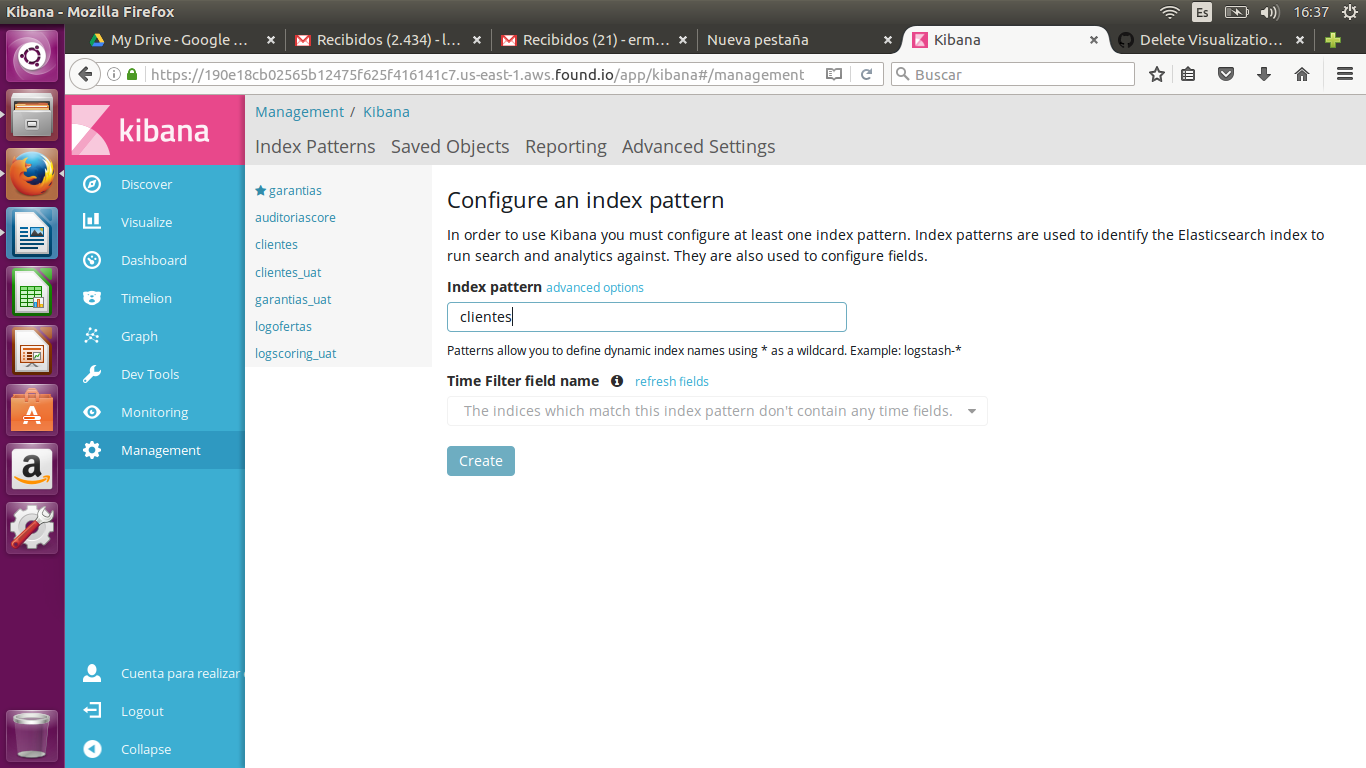 Kibana - Mozilla Firefox
Es
16:37
My Drive - Google ...
Recibidos (2.434) - l...
Recibidos (21) - erm...
Nueva pestaña
Kibana
Delete Visualizatio...
https://190e18cb02565b12475f625f416141c7.us-east-1.aws.found.io/app/kibana#/management
Buscar
kibana
Discover
Visualize
Dashboard
Timelion
Graph
Dev Tools
Monitoring
Management
Cuenta para realizar
Logout
Collapse
Management / Kibana
Index Patterns Saved Objects Reporting Advanced Settings
garantias
auditoriascore
clientes
clientes_uat
garantias_uat
logofertas
logscoring_uat
Configure an index pattern
In order to use Kibana you must configure at least one index pattern. Index patterns are used to identify the Elasticsearch index to
run search and analytics against. They are also used to configure fields.
Index pattern advanced options
clientes
Patterns allow you to define dynamic index names using * as a wildcard. Example: logstash-*
Time Filter field name refresh fields
The indices which match this index pattern don't contain any time fields.
Create